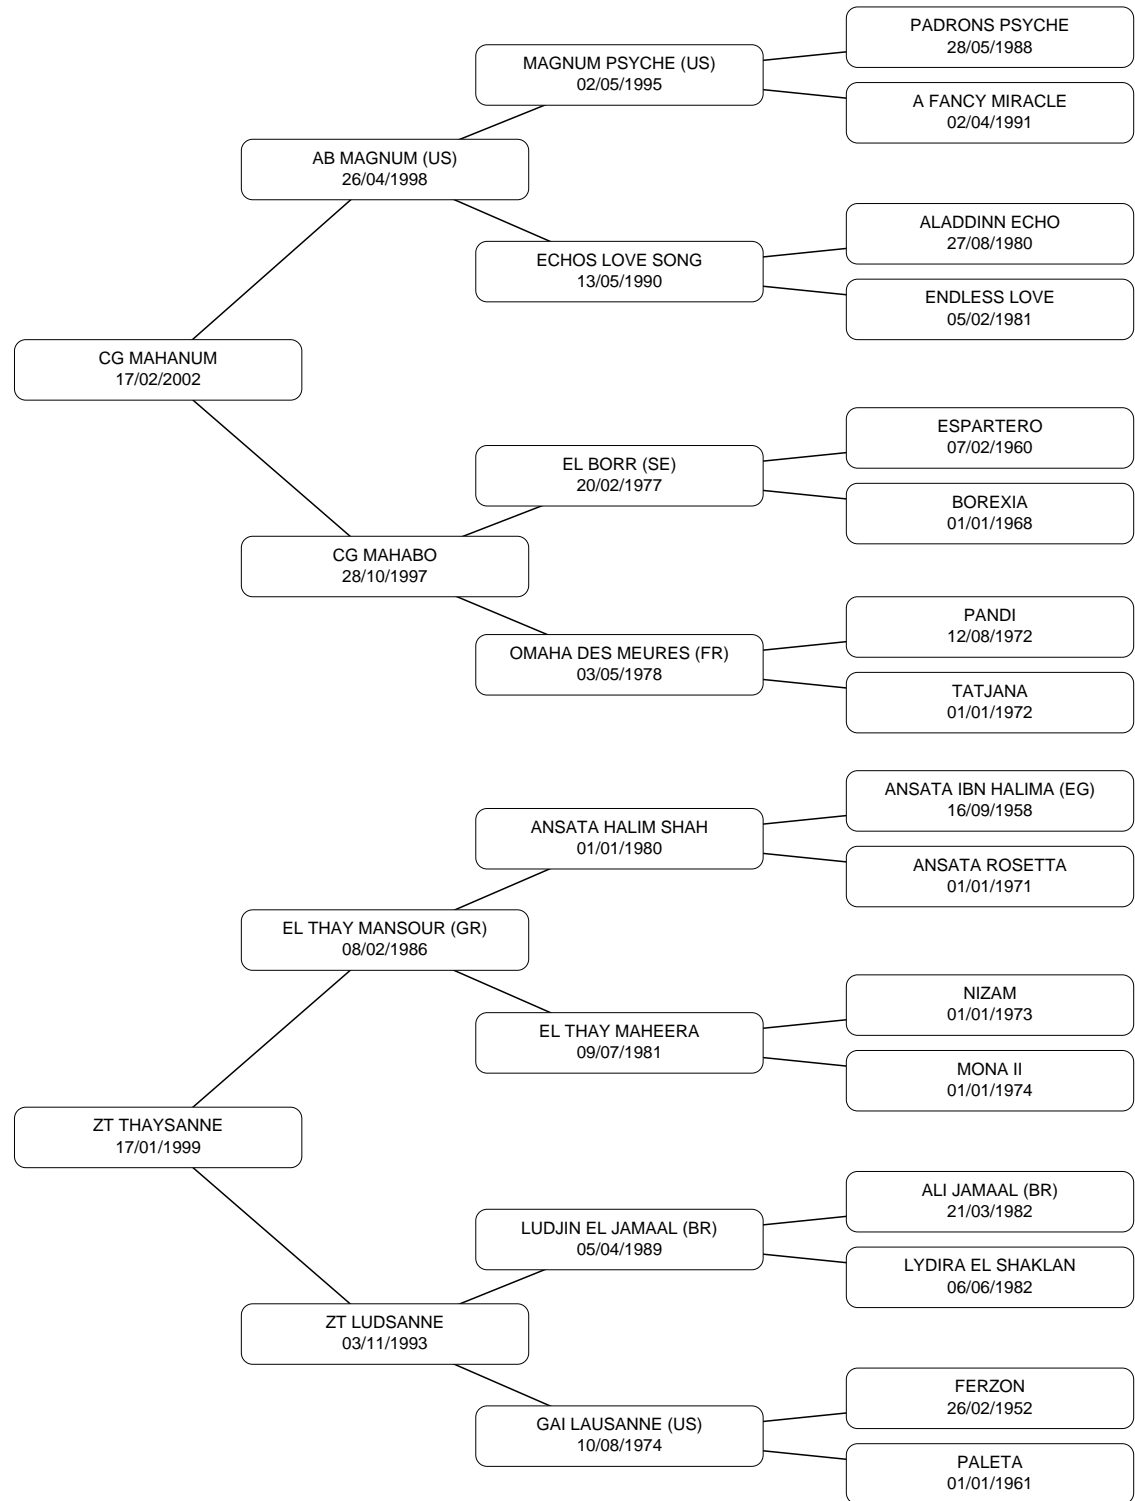 PADRONS PSYCHE
28/05/1988
MAGNUM PSYCHE (US)
02/05/1995
A FANCY MIRACLE
02/04/1991
AB MAGNUM (US)
26/04/1998
ALADDINN ECHO
27/08/1980
ECHOS LOVE SONG
13/05/1990
ENDLESS LOVE
05/02/1981
CG MAHANUM
17/02/2002
ESPARTERO
07/02/1960
EL BORR (SE)
20/02/1977
BOREXIA
01/01/1968
CG MAHABO
28/10/1997
PANDI
12/08/1972
OMAHA DES MEURES (FR)
03/05/1978
TATJANA
01/01/1972
ANSATA IBN HALIMA (EG)
16/09/1958
ANSATA HALIM SHAH
01/01/1980
ANSATA ROSETTA
01/01/1971
EL THAY MANSOUR (GR)
08/02/1986
NIZAM
01/01/1973
EL THAY MAHEERA
09/07/1981
MONA II
01/01/1974
ZT THAYSANNE
17/01/1999
ALI JAMAAL (BR)
21/03/1982
LUDJIN EL JAMAAL (BR)
05/04/1989
LYDIRA EL SHAKLAN
06/06/1982
ZT LUDSANNE
03/11/1993
FERZON
26/02/1952
GAI LAUSANNE (US)
10/08/1974
PALETA
01/01/1961